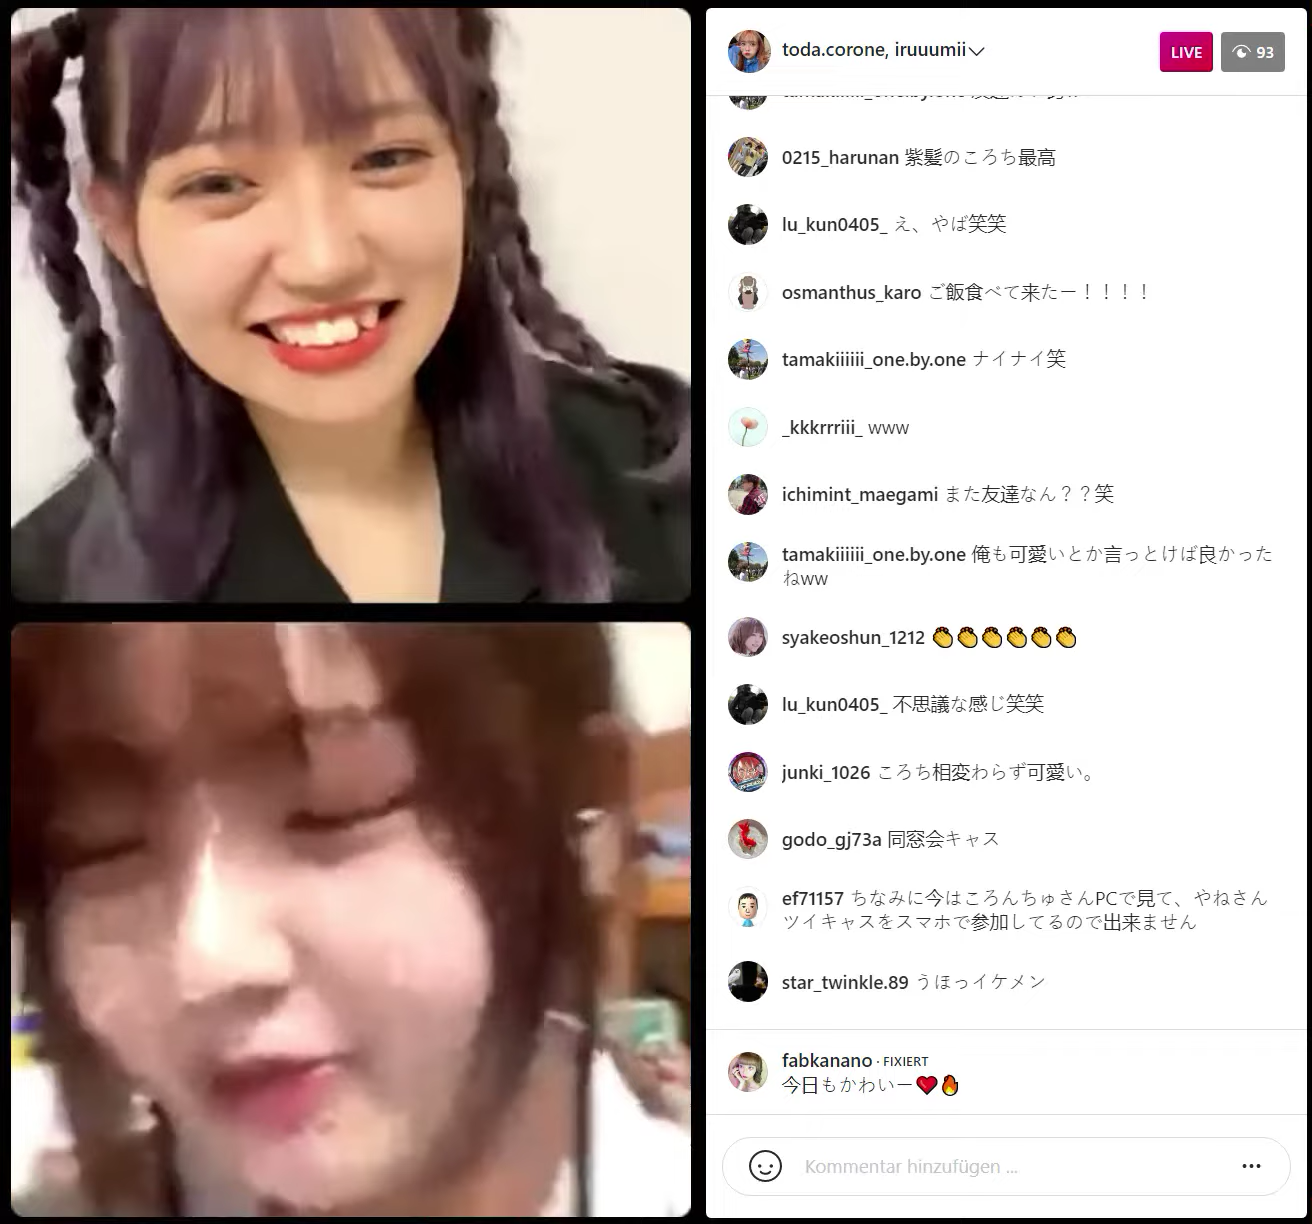 toda.corone, iruuumii
LIVE
93
0215_harunan 紫髪のころち最高
lu_kun0405_ え、やば笑笑
osmanthus_karo ご飯食べて来たー！！！！
tamakiiiiii_one.by.one ナイナイ笑
_kkkrrriii_ www
ichimint_maegami また友達なん？？笑
tamakiiiiii_one.by.one 俺も可愛いとか言っとけば良かった
ねww
syakeoshun_1212 👏👏👏👏👏👏
lu_kun0405_ 不思議な感じ笑笑
junki_1026 ころち相変わらず可愛い。
godo_gj73a 同窓会キャス
ef71157 ちなみに今はころんちゅさんPCで見て、やねさん
ツイキャスをスマホで参加してるので出来ません
star_twinkle.89 うほっイケメン
fabkanano · FIXIERT
今日もかわいー❤️🔥
Kommentar hinzufügen ...